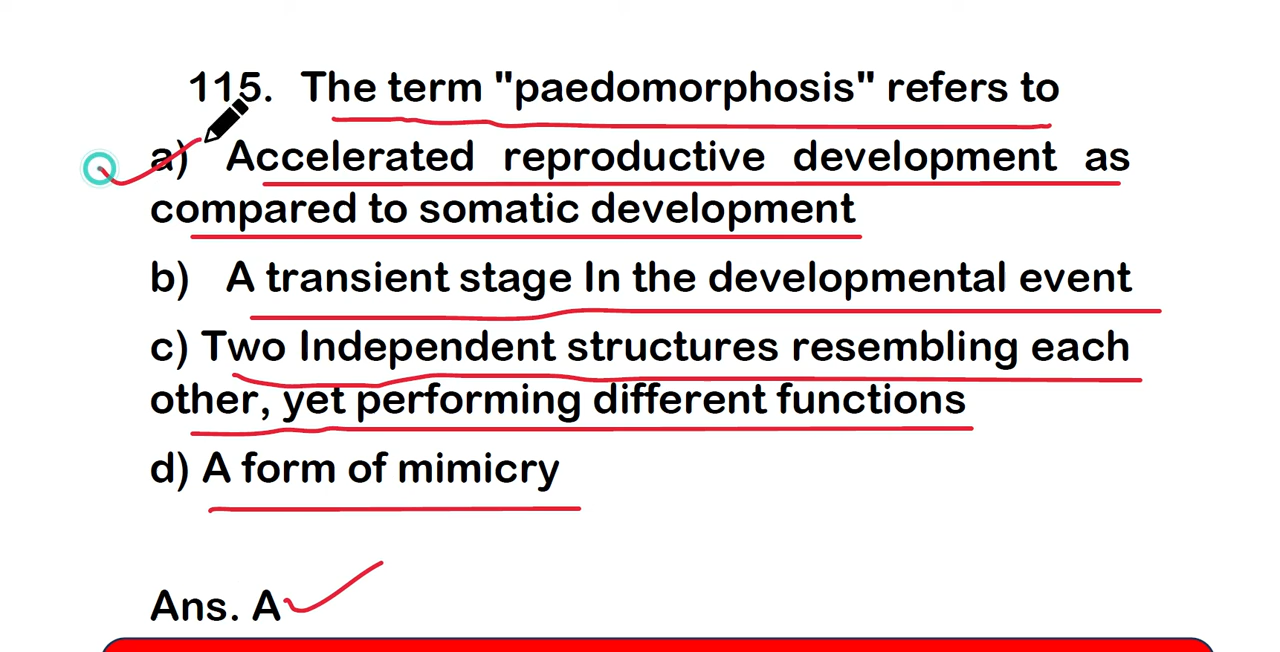 115. The term "paedomorphosis" refers to
a) Accelerated reproductive development as
compared to somatic development
b) A transient stage In the developmental event
c) Two Independent structures resembling each
other, yet performing different functions
d) A form of mimicry
Ans. A